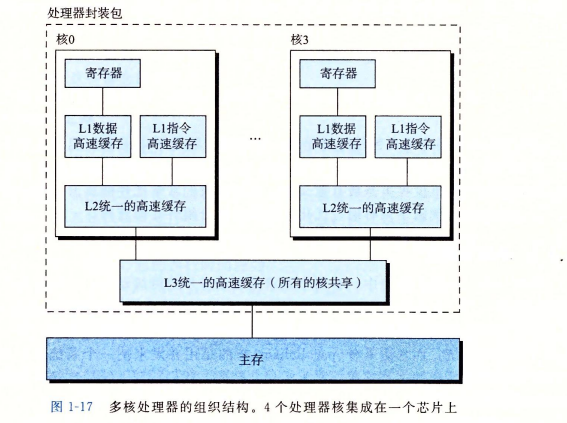 处理器封装包
核0
核3
寄存器
寄存器
L1数据
高速缓存
L1指令
高速缓存
…
L1数据
高速缓存
L1指令
高速缓存
L2统一的高速缓存
L2统一的高速缓存
L3统一的高速缓存（所有的核共享）
主存
图 1-17 多核处理器的组织结构。4 个处理器核集成在一个芯片上